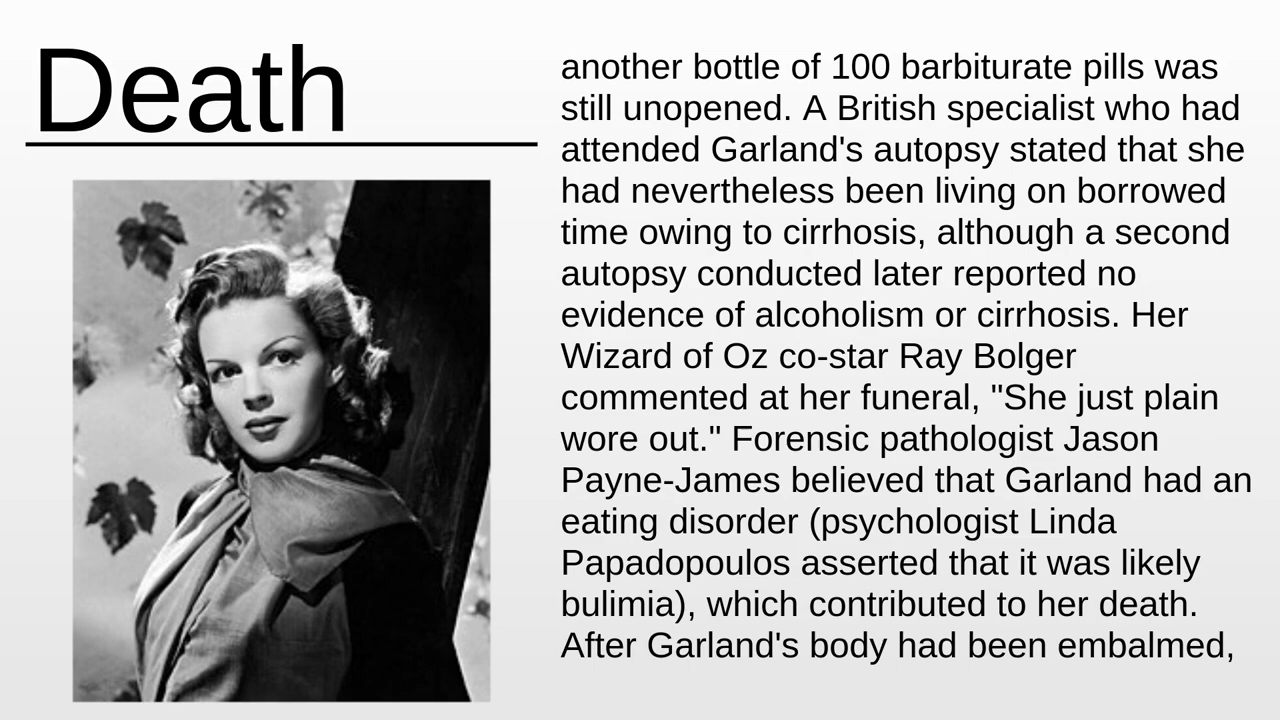 Death
another bottle of 100 barbiturate pills was
still unopened. A British specialist who had
attended Garland's autopsy stated that she
had nevertheless been living on borrowed
time owing to cirrhosis, although a second
autopsy conducted later reported no
evidence of alcoholism or cirrhosis. Her
Wizard of Oz co-star Ray Bolger
commented at her funeral, "She just plain
wore out." Forensic pathologist Jason
Payne-James believed that Garland had an
eating disorder (psychologist Linda
Papadopoulos asserted that it was likely
bulimia), which contributed to her death.
After Garland's body had been embalmed,